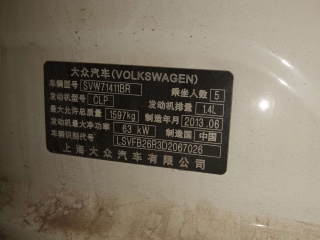 大众汽车(VOLKSWAGEN)
车辆型号 SVW71411BR 乘坐人数 5
发动机型号 CLP 发动机排量 1.4L
最大允许总质量 1597kg 制造年月 2013.06
发动机最大净功率 63 kW 制造国 中国
车辆识别代号 LSVFB26R3D2067026
上海大众汽车有限公司